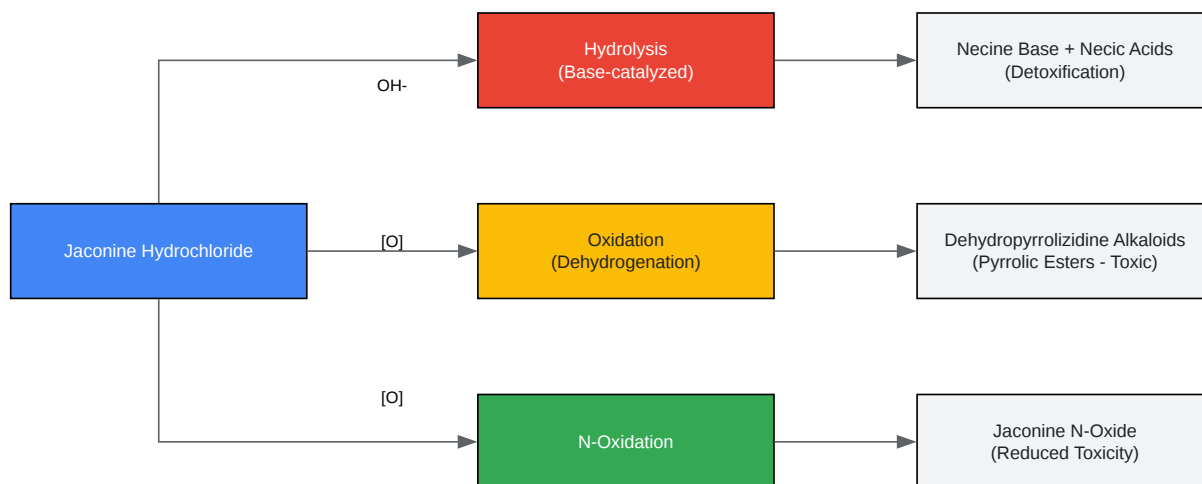 Hydrolysis
(Base-catalyzed)
Necine Base + Necic Acids
(Detoxification)
OH-
Jaconine Hydrochloride
[O]
Oxidation
(Dehydrogenation)
Dehydropyrrolizidine Alkaloids
(Pyrrolic Esters - Toxic)
[O]
N-Oxidation
Jaconine N-Oxide
(Reduced Toxicity)